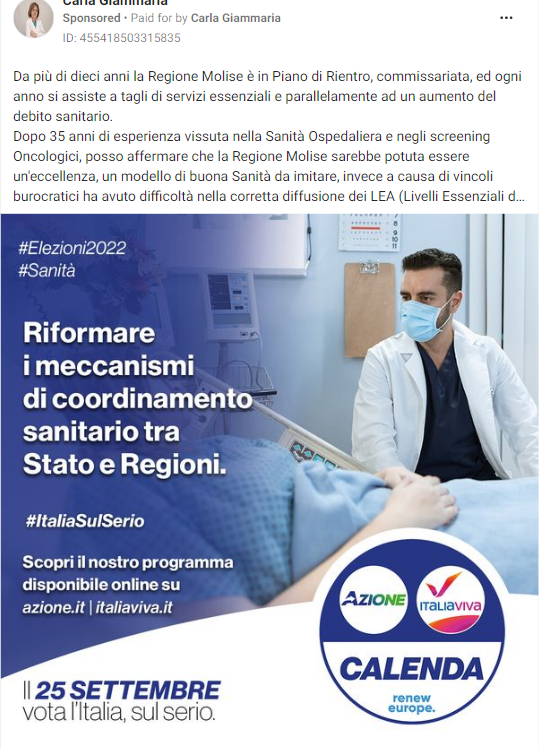 Carla Giammaria
Sponsored • Paid for by Carla Giammaria
ID: 455418503315835
Da più di dieci anni la Regione Molise è in Piano di Rientro, commissariata, ed ogni
anno si assiste a tagli di servizi essenziali e parallelamente ad un aumento del
debito sanitario.
Dopo 35 anni di esperienza vissuta nella Sanità Ospedaliera e negli screening
Oncologici, posso affermare che la Regione Molise sarebbe potuta essere
un'eccellenza, un modello di buona Sanità da imitare, invece a causa di vincoli
burocratici ha avuto difficoltà nella corretta diffusione dei LEA (Livelli Essenziali d...
#Elezioni2022
#Sanità
Riformare
i meccanismi
di coordinamento
sanitario tra
Stato e Regioni.
#ItaliaSulSerio
Scopri il nostro programma
disponibile online su
azione.it | italiaviva.it
Il 25 SETTEMBRE
vota l'Italia, sul serio.
AZIONE
ITALIAVIVA
CALENDA
renew
europe.